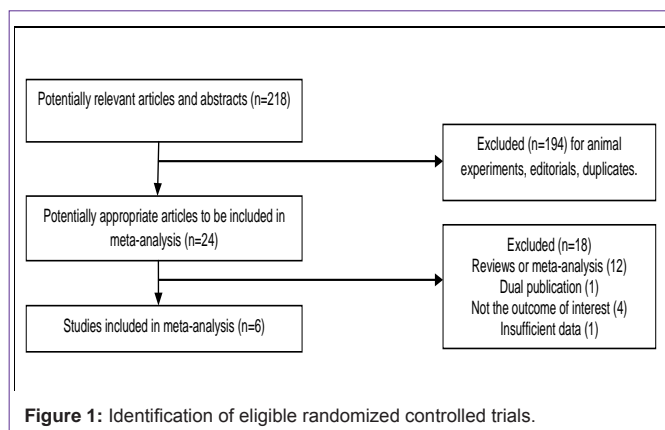 Potentially relevant articles and abstracts (n=218)
Excluded (n=194) for animal
experiments, editorials, duplicates.
Potentially appropriate articles to be included in
meta-analysis (n=24)
Excluded (n=18)
Reviews or meta-analysis (12)
Dual publication (1)
Not the outcome of interest (4)
Insufficient data (1)
Studies included in meta-analysis (n=6)
Figure 1: Identification of eligible randomized controlled trials.